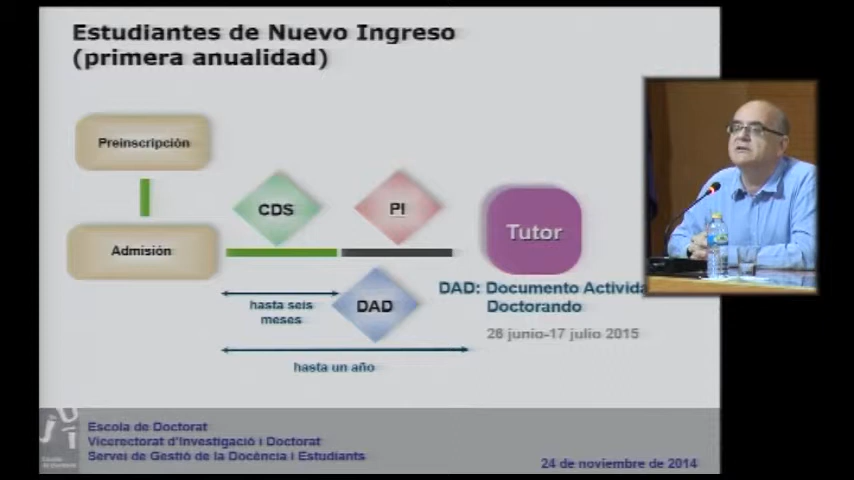 Estudiantes de Nuevo Ingreso
(primera anualidad)
Preinscripción
CDS
PI
Tutor
Admisión
DAD
DAD: Documento
Doctorando
hasta seis
meses
28 junio-17 julio 2015
hasta un año
Escola de Doctorat
Vicerectorat d'Investigació i Doctorat
Servei de Gestió de la Docència i Estudiants
24 de noviembre de 2014